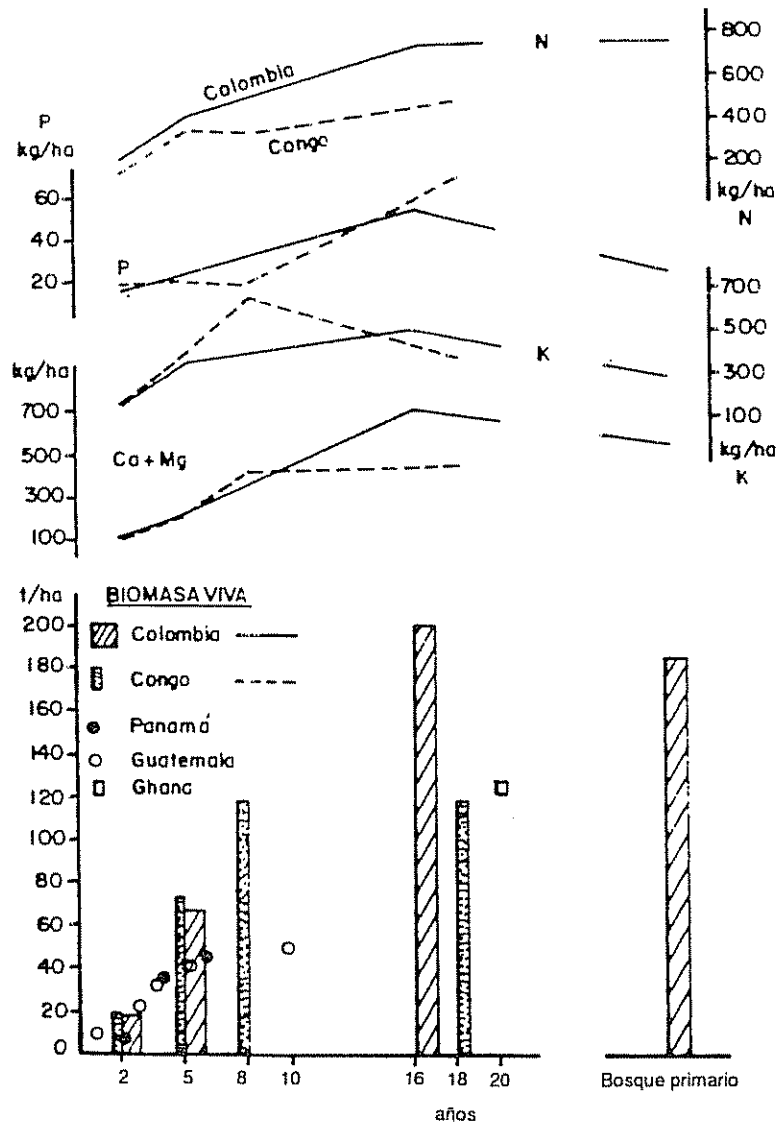 800
N
600
Colombia
P
400
kg/ha
Congo
200
60
kg/ha
N
40
P
20
700
500
kg/ha
K
300
700
100
500
Ca+Mg
kg/ha
K
300
100
t/ha
BIOMASA VIVA
200
Colombia
180
Congo
160
Panamá
140
Guatemala
120
Ghana
100
80
60
40
20
0
2
5
8
10
16
18
20
Bosque primario
años